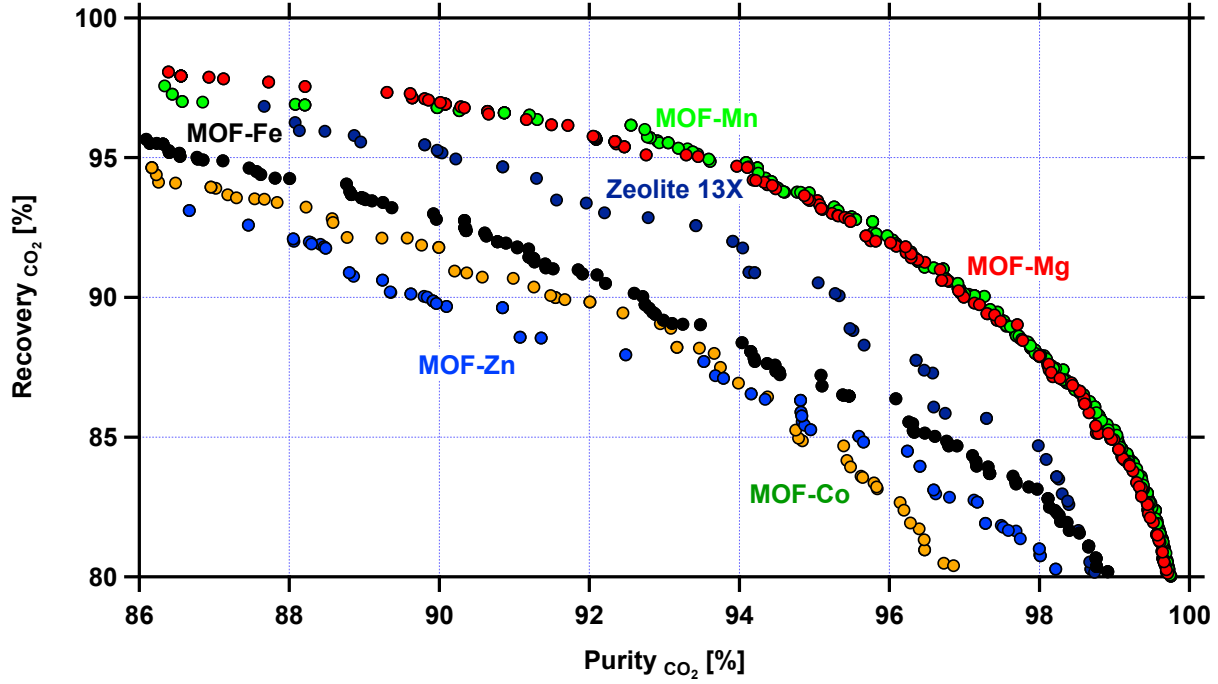 100
95
90
85
80
Recovery CO2 [%]
MOF-Mn
MOF-Fe
Zeolite 13X
MOF-Mg
MOF-Zn
MOF-Co
86
88
90
92
94
96
98
100
Purity CO2 [%]